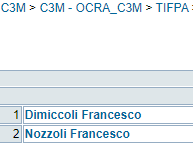 C3M > C3M - OCRA_C3M > TIFPA >
1 Dimiccoli Francesco
2 Nozzoli Francesco